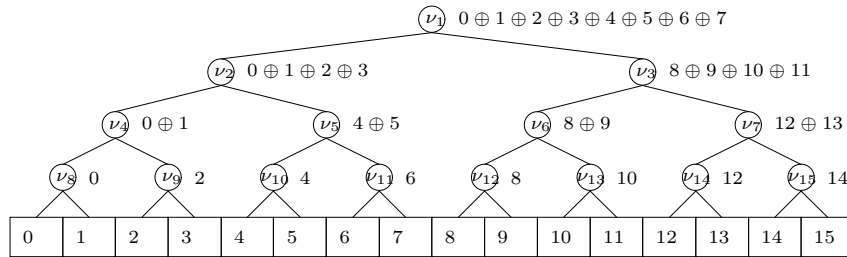 ν1 0 ⊕ 1 ⊕ 2 ⊕ 3 ⊕ 4 ⊕ 5 ⊕ 6 ⊕ 7
ν2 0 ⊕ 1 ⊕ 2 ⊕ 3 ν3 8 ⊕ 9 ⊕ 10 ⊕ 11
ν4 0 ⊕ 1 ν5 4 ⊕ 5 ν6 8 ⊕ 9 ν7 12 ⊕ 13
ν8 0 ν9 2 ν10 4 ν11 6 ν12 8 ν13 10 ν14 12 ν15 14
0 1 2 3 4 5 6 7 8 9 10 11 12 13 14 15